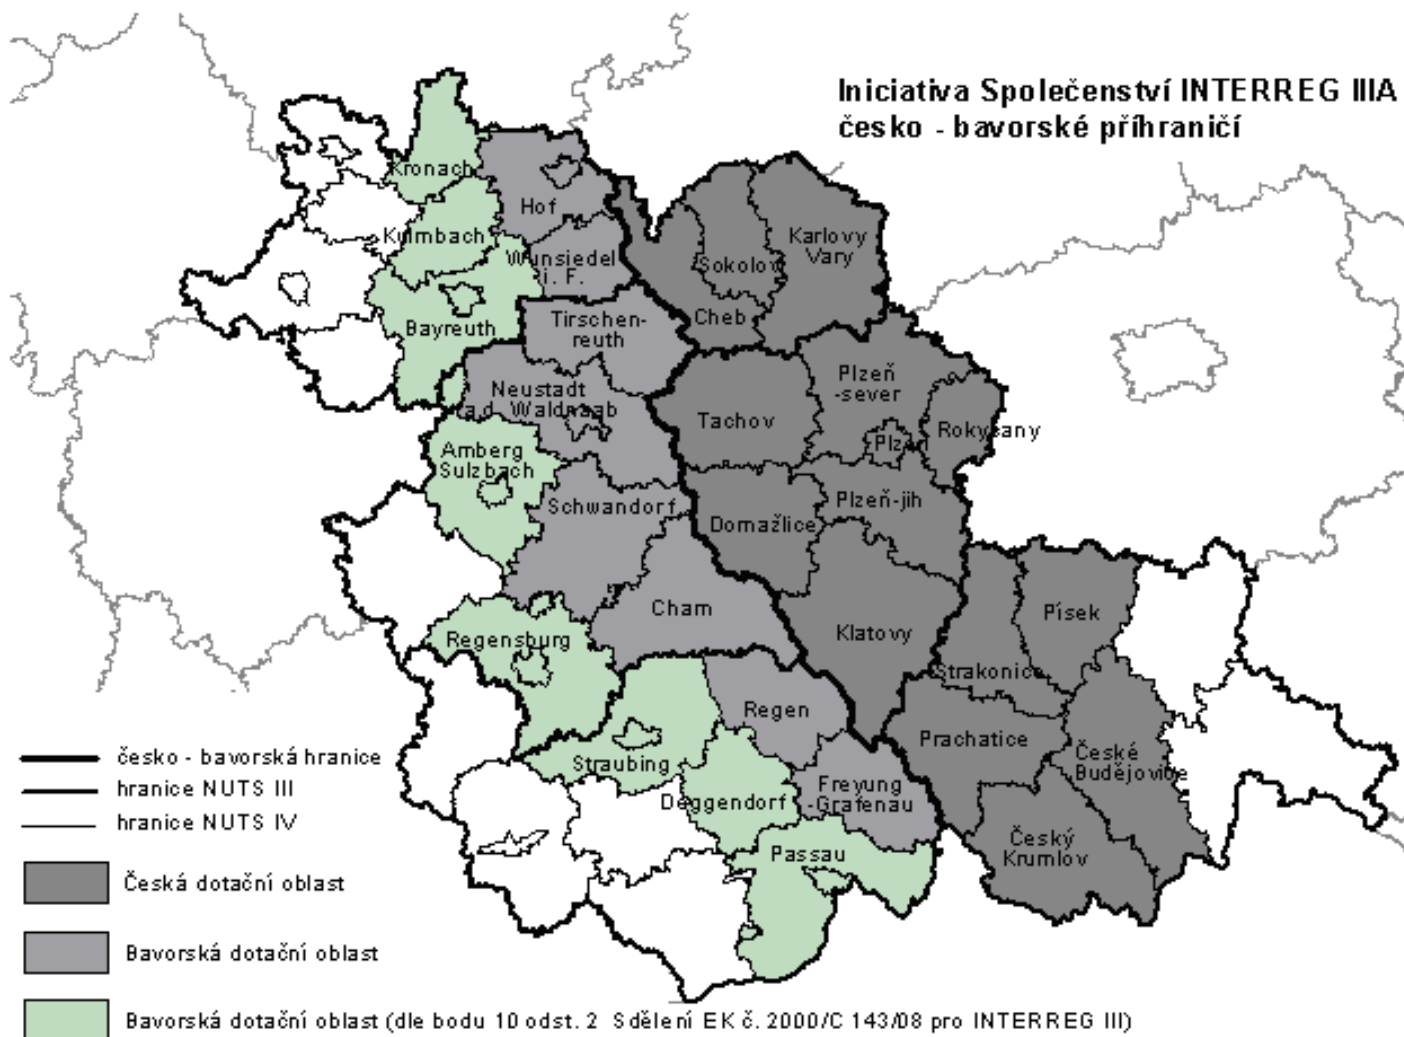 Iniciativa Společenství INTERREG IIIA
česko - bavorské příhraničí
Kronach
Hof
Kulmbach
Wunsiedel
i. F.
Bayreuth
Tirschen-
reuth
Sokolov
Karlovy
Vary
Cheb
Neustadt
a.d. Waldnaab
Tachov
Plzeň
-sever
Plzeň
Rokycany
Amberg
Sulzbach
Schwandorf
Domažlice
Plzeň-jih
Cham
Klatovy
Písek
Regensburg
Strakonice
Regen
Prachatice
České
Budějovice
Straubing
Deggendorf
Freyung
-Grafenau
Passau
Český
Krumlov
česko - bavorská hranice
hranice NUTS III
hranice NUTS IV
Česká dotační oblast
Bavorská dotační oblast
Bavorská dotační oblast (dle bodu 10 odst. 2 Sdělení EK č. 2000/C 143/08 pro INTERREG III)